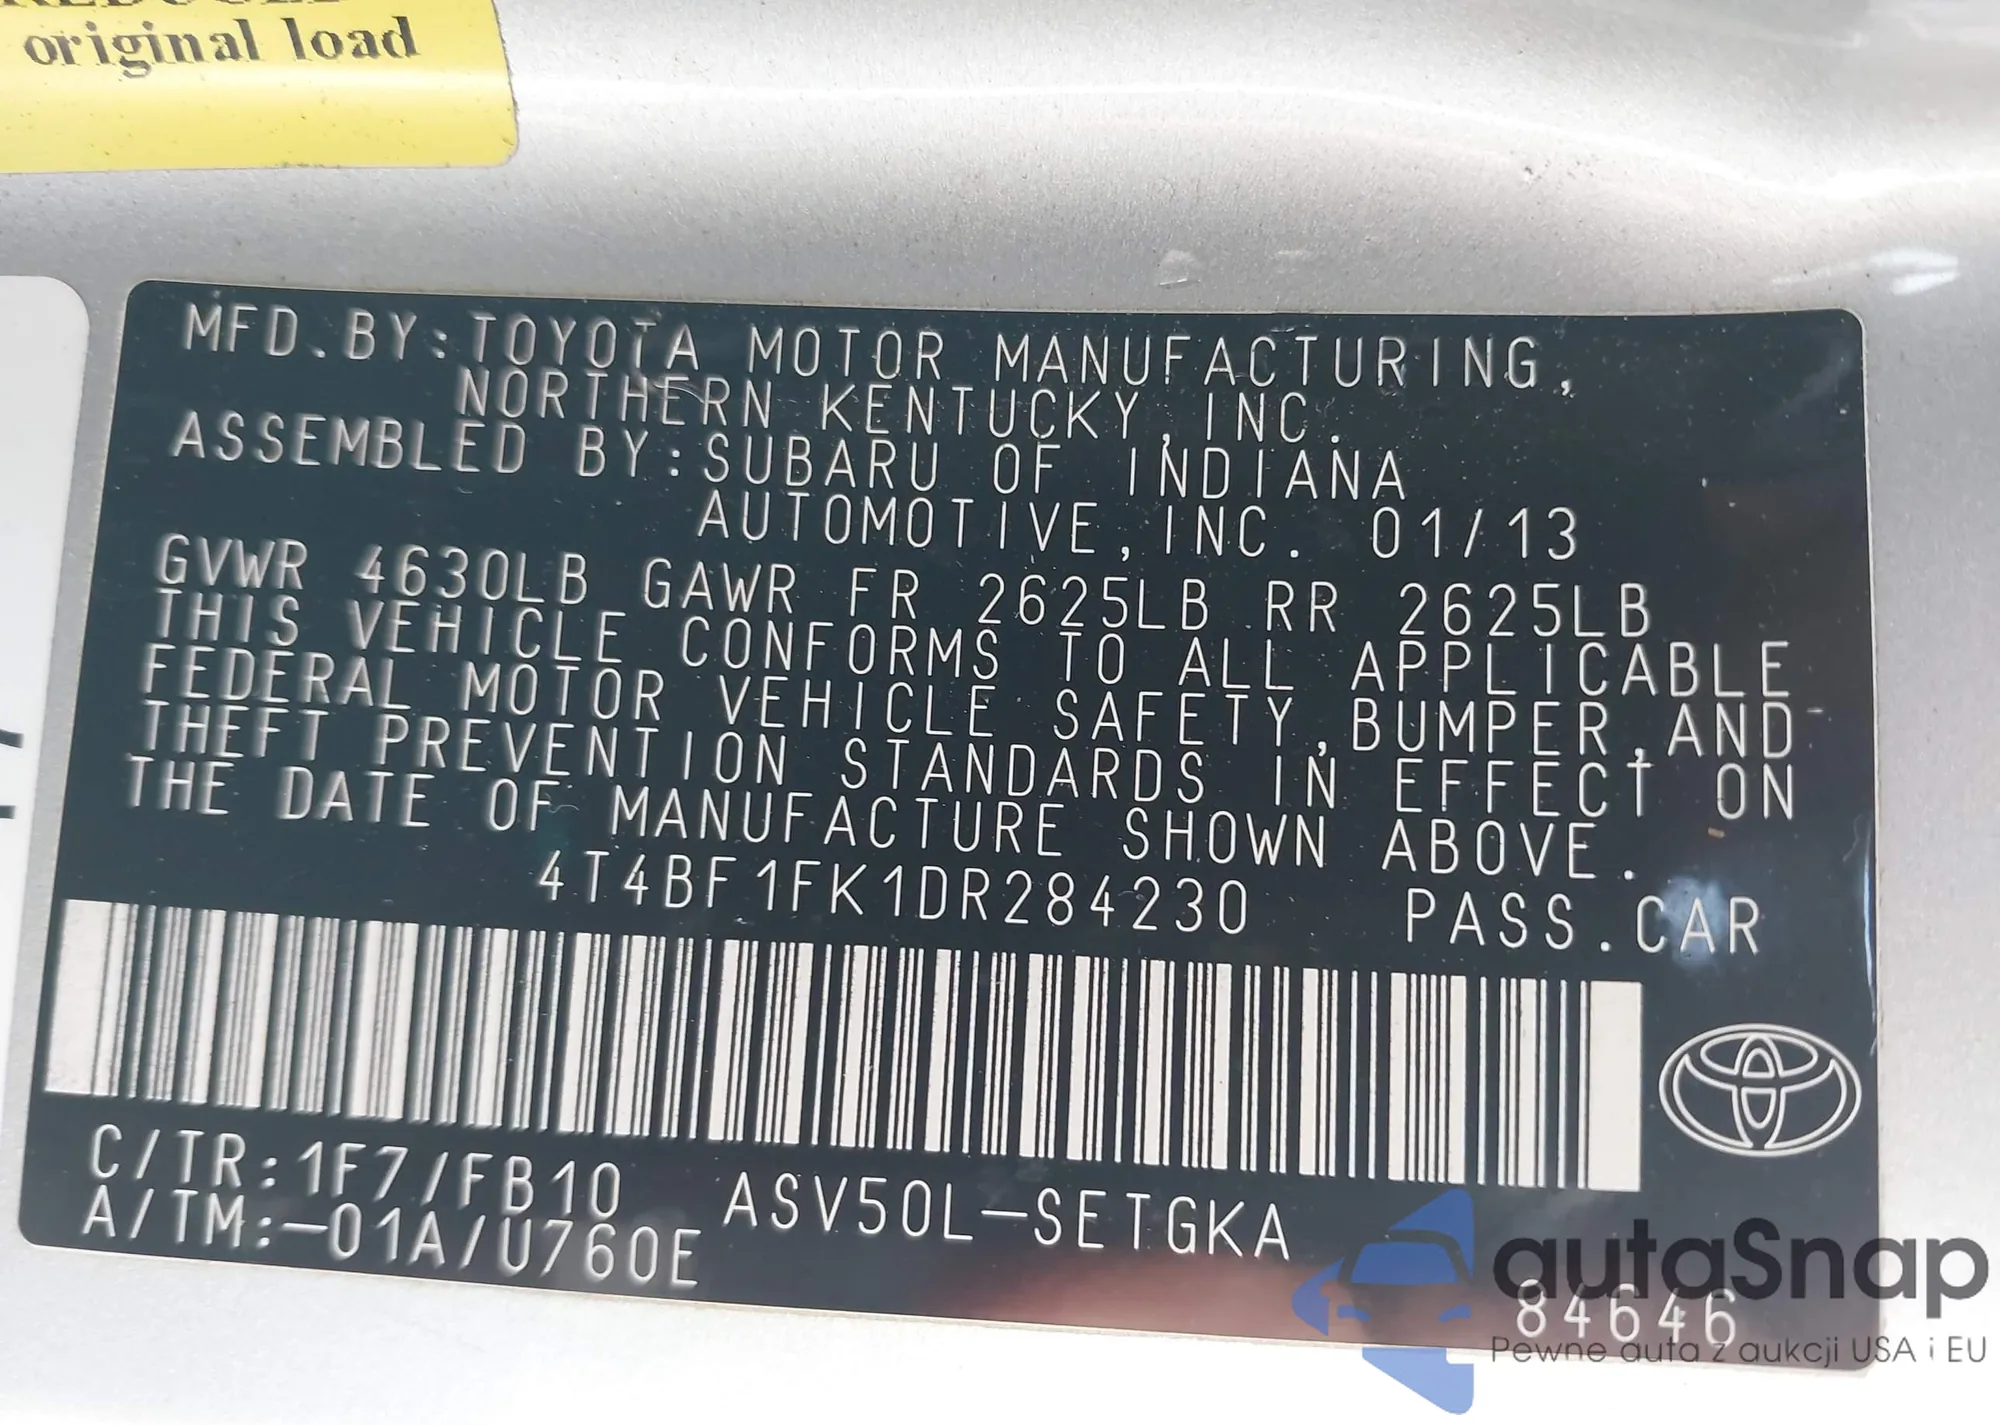 original load
MFD.BY:TOYOTA MOTOR MANUFACTURING,
NORTHERN KENTUCKY,INC.
ASSEMBLED BY:SUBARU OF INDIANA
AUTOMOTIVE,INC. 01/13
GVWR 4630LB GAWR FR 2625LB RR 2625LB
THIS VEHICLE CONFORMS TO ALL APPLICABLE
FEDERAL MOTOR VEHICLE SAFETY,BUMPER,AND
THEFT PREVENTION STANDARDS IN EFFECT ON
THE DATE OF MANUFACTURE SHOWN ABOVE.
4T4BF1FK1DR284230 PASS.CAR
C/TR:1F7/FB10 ASV50L-SETGKA
A/TM:-01A/U760E
84646
autaSnap
Pewne auta z aukcji USA i EU